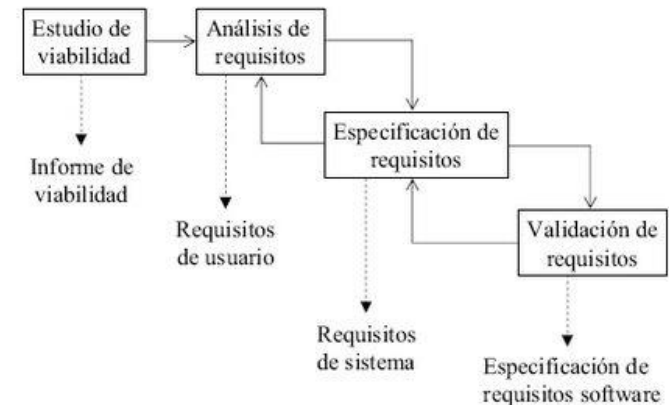 Estudio de
viabilidad
Análisis de
requisitos
Especificación de
requisitos
Informe de
viabilidad
Requisitos
de usuario
Validación de
requisitos
Requisitos
de sistema
Especificación de
requisitos software